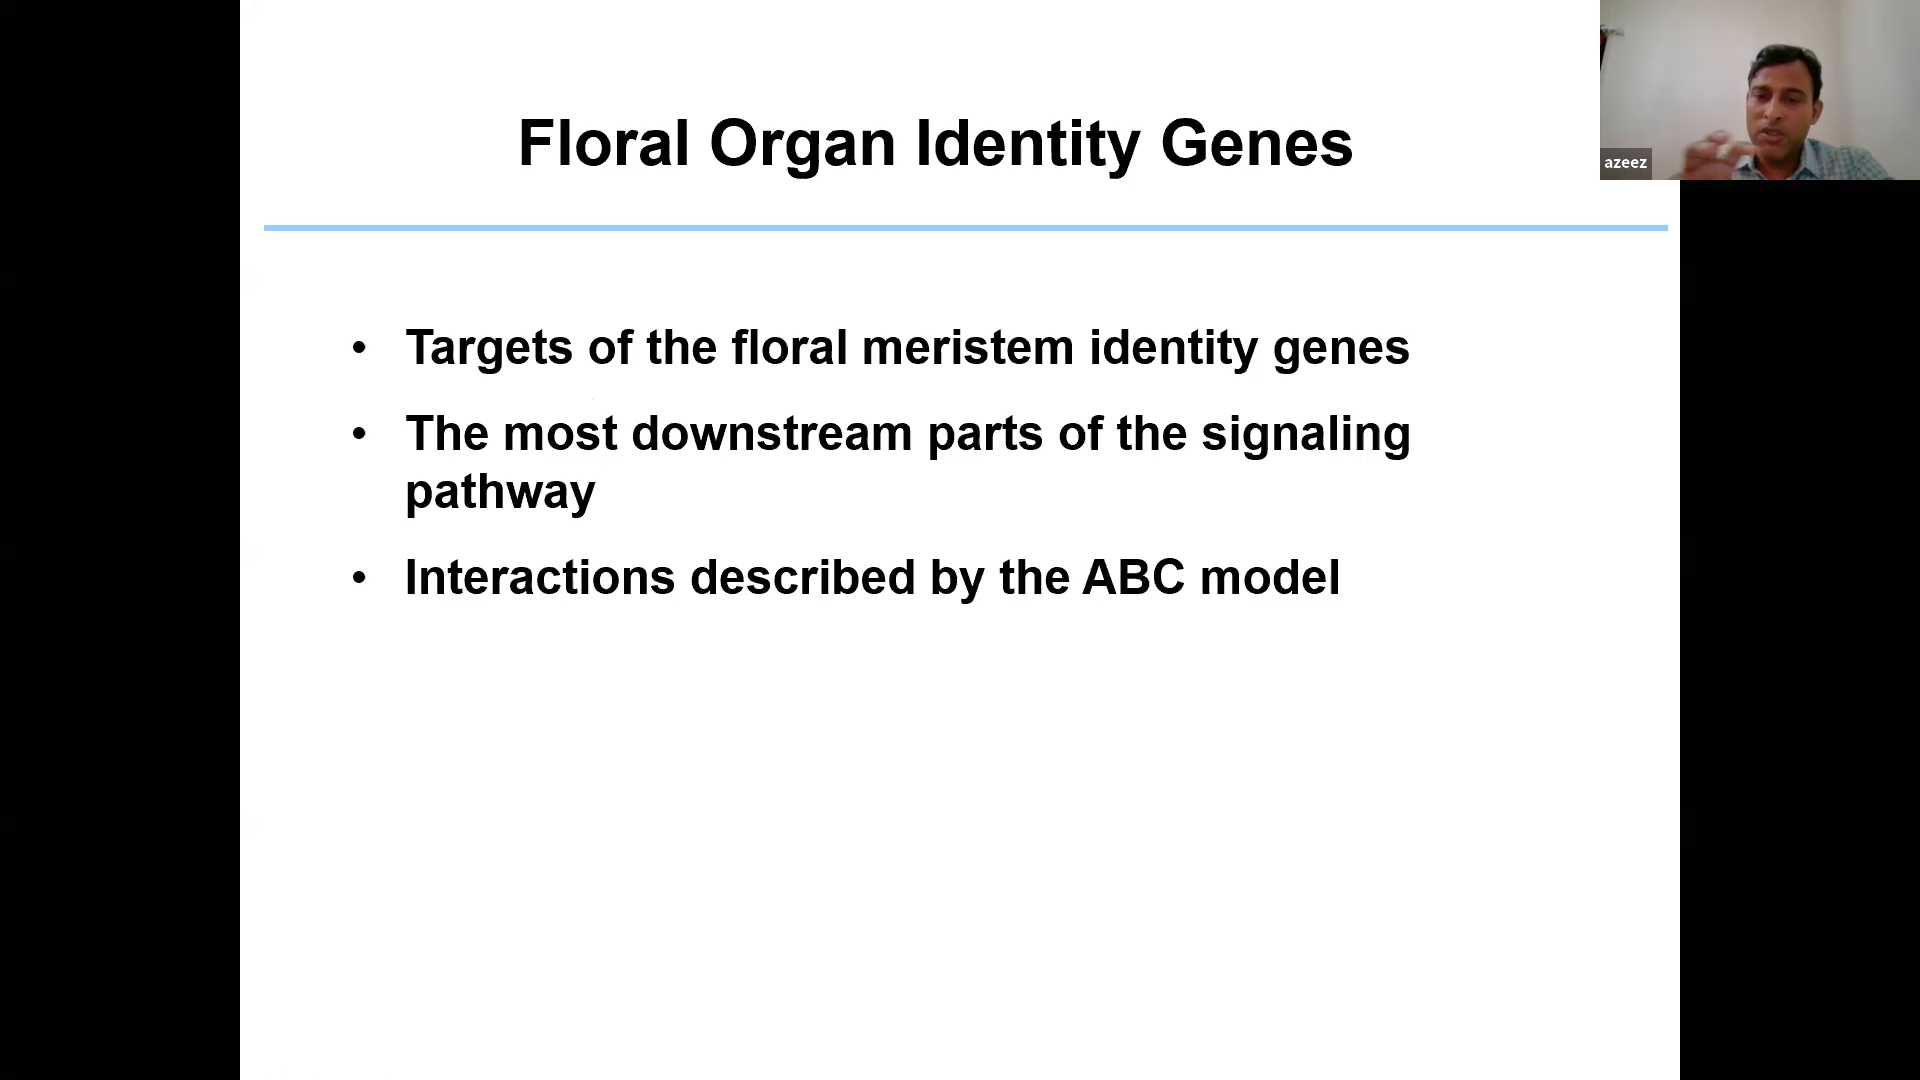 Floral Organ Identity Genes
azeez
• Targets of the floral meristem identity genes
• The most downstream parts of the signaling
pathway
• Interactions described by the ABC model